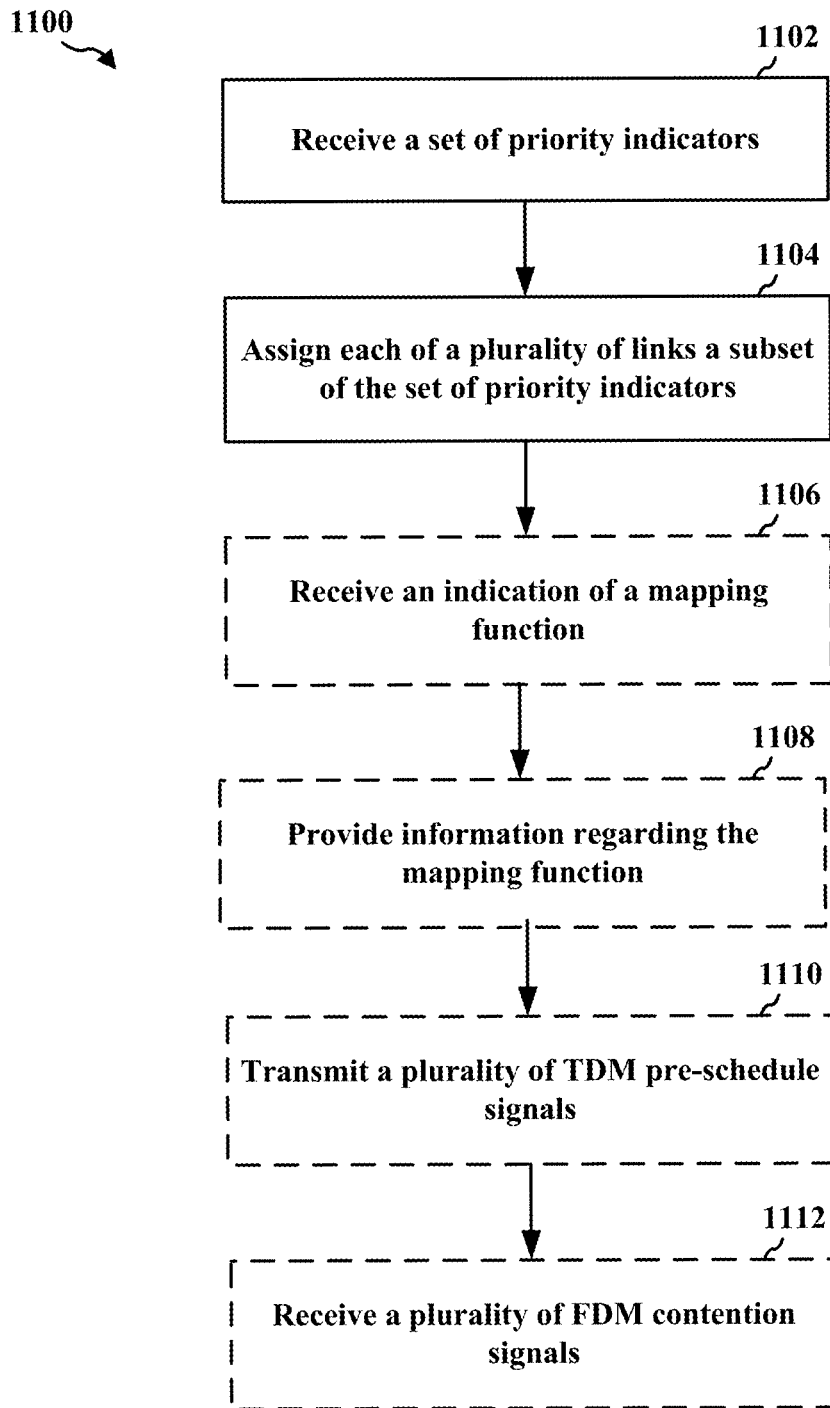 1100
1102
Receive a set of priority indicators
1104
Assign each of a plurality of links a subset
of the set of priority indicators
1106
Receive an indication of a mapping
function
1108
Provide information regarding the
mapping function
1110
Transmit a plurality of TDM pre-schedule
signals
1112
Receive a plurality of FDM contention
signals